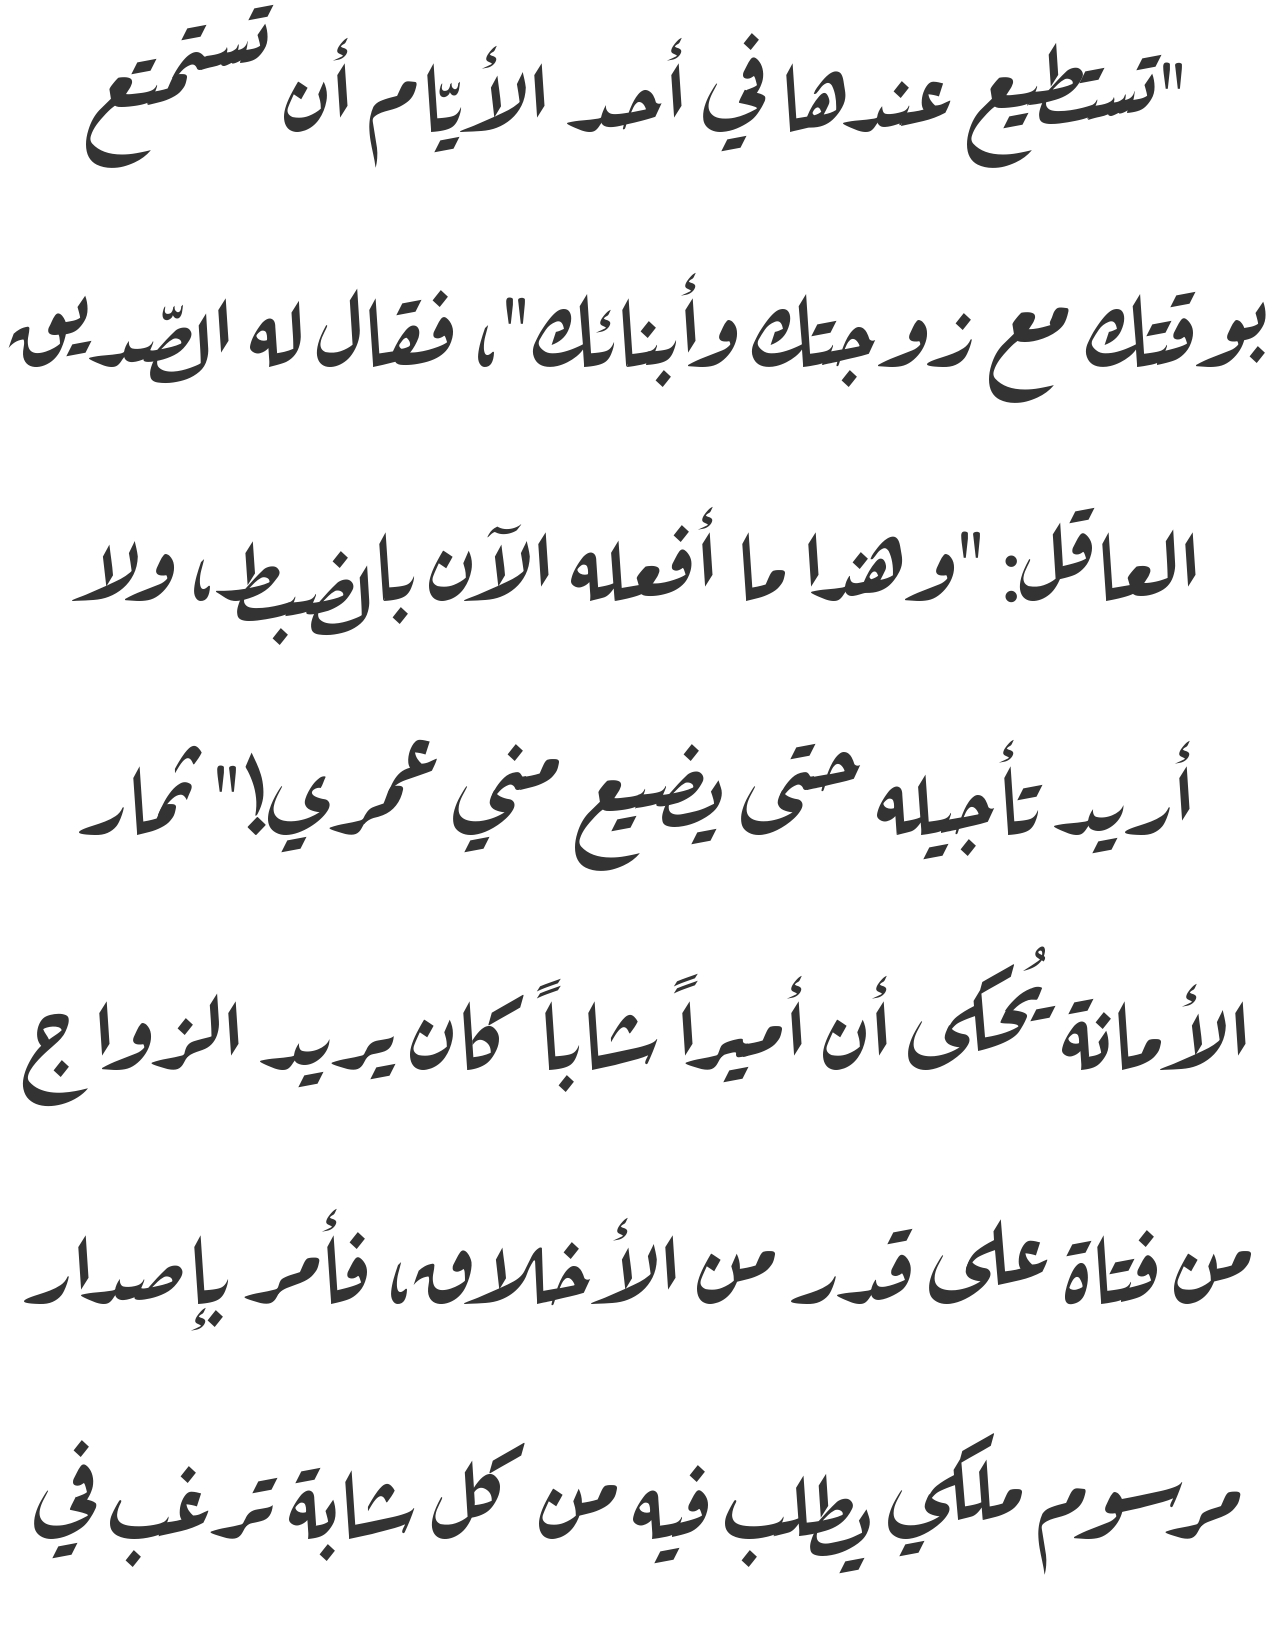 "تستطيع عندها في أحد الأيّام أن تستمتع
بوقتك مع زوجتك وأبنائك"، فقال له الصّديق
العاقل: "وهذا ما أفعله الآن بالضبط، ولا
أريد تأجيله حتى يضيع مني عمري!" ثمار
الأمانة يُحكى أن أميراً شاباً كان يريد الزواج
من فتاة على قدر من الأخلاق، فأمر بإصدار
مرسوم ملكي يطلب فيه من كل شابة ترغب في